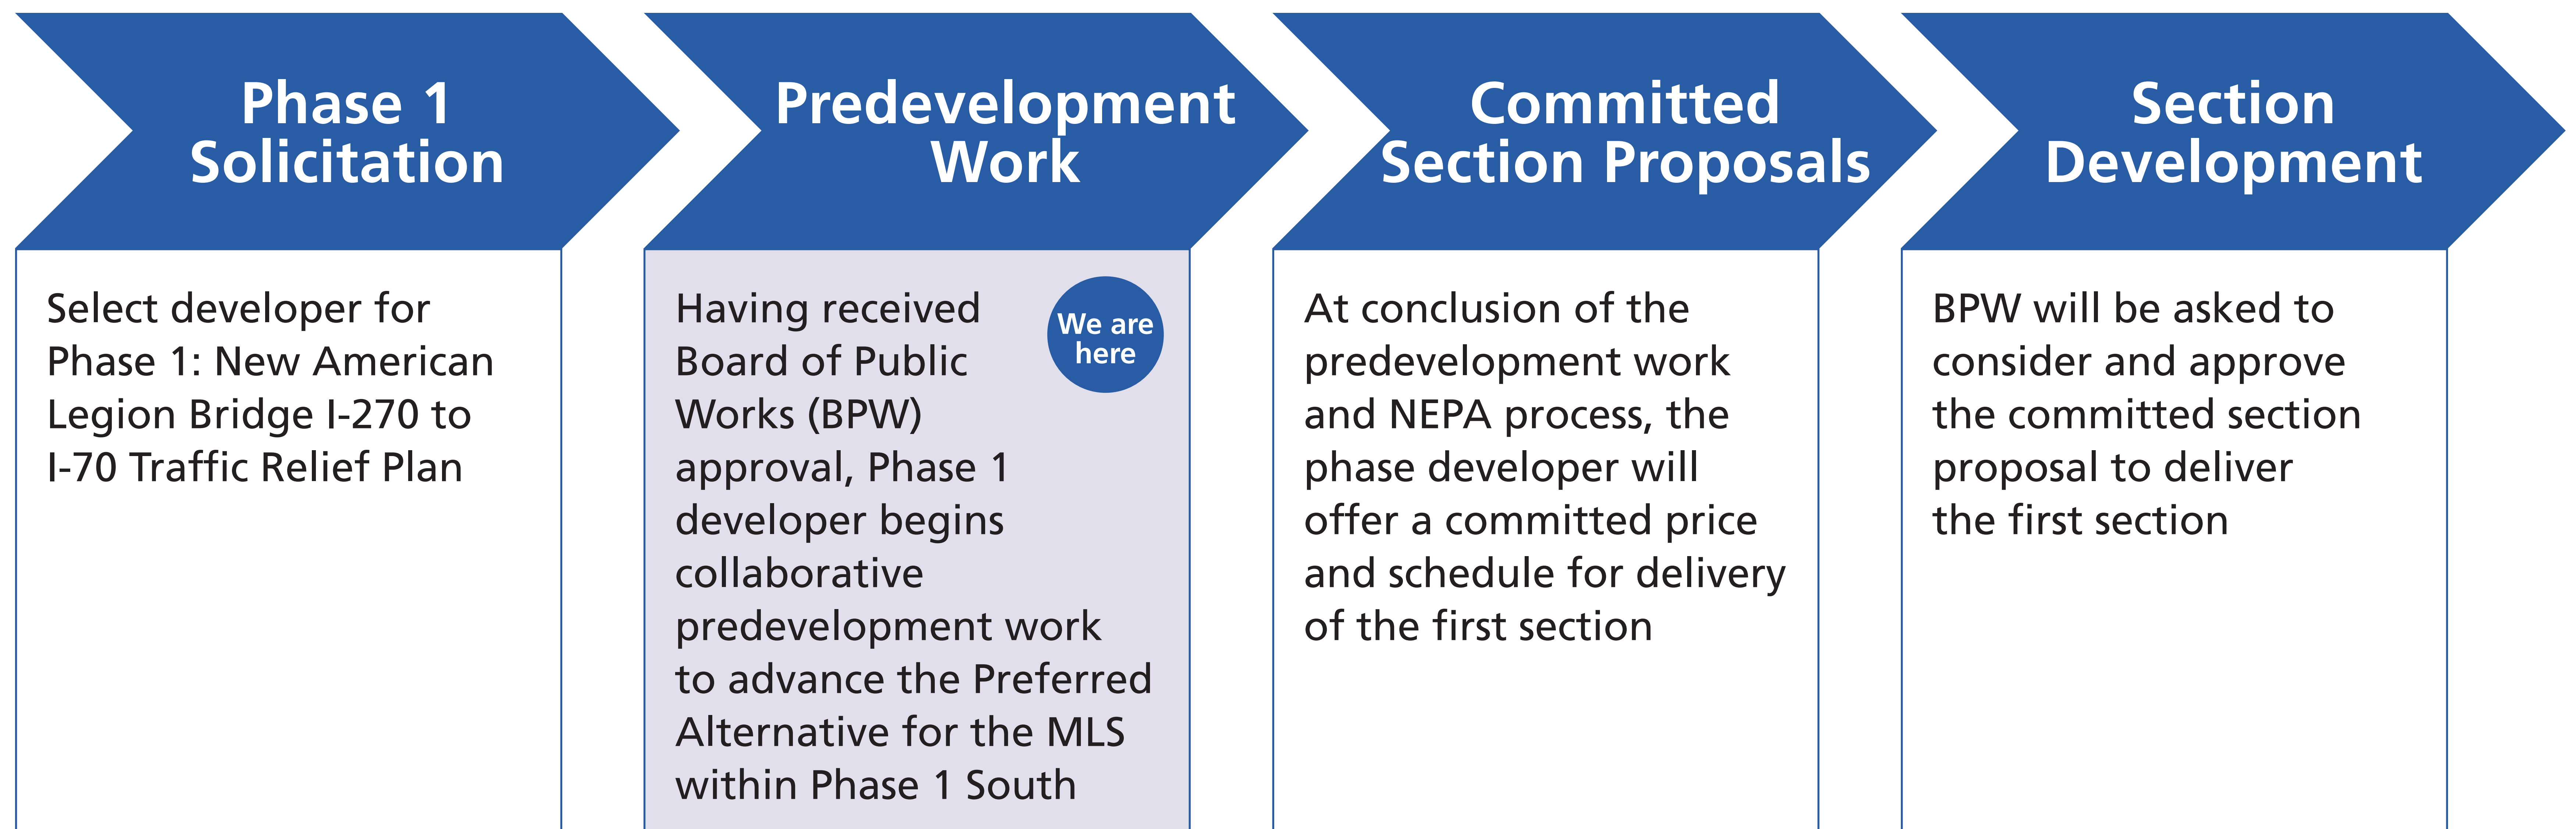 Phase 1
Solicitation
Select developer for
Phase 1: New American
Legion Bridge I-270 to
I-70 Traffic Relief Plan
Predevelopment
Work
We are
here
Having received
Board of Public
Works (BPW)
approval, Phase 1
developer begins
collaborative
predevelopment work
to advance the Preferred
Alternative for the MLS
within Phase 1 South
Committed
Section Proposals
At conclusion of the
predevelopment work
and NEPA process, the
phase developer will
offer a committed price
and schedule for delivery
of the first section
Section
Development
BPW will be asked to
consider and approve
the committed section
proposal to deliver
the first section